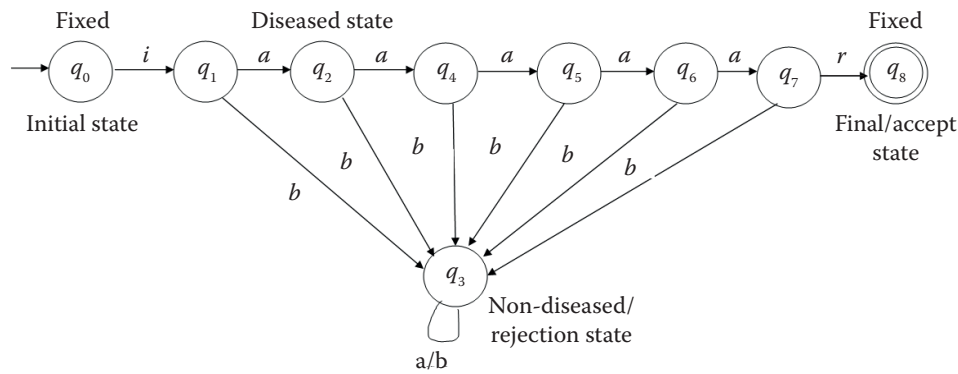 Fixed
Diseased state
Fixed
i
a
a
a
a
a
r
q0
q1
q2
q4
q5
q6
q7
q8
Initial state
Final/accept
state
b
b
b
b
b
b
q3
Non-diseased/
rejection state
a/b